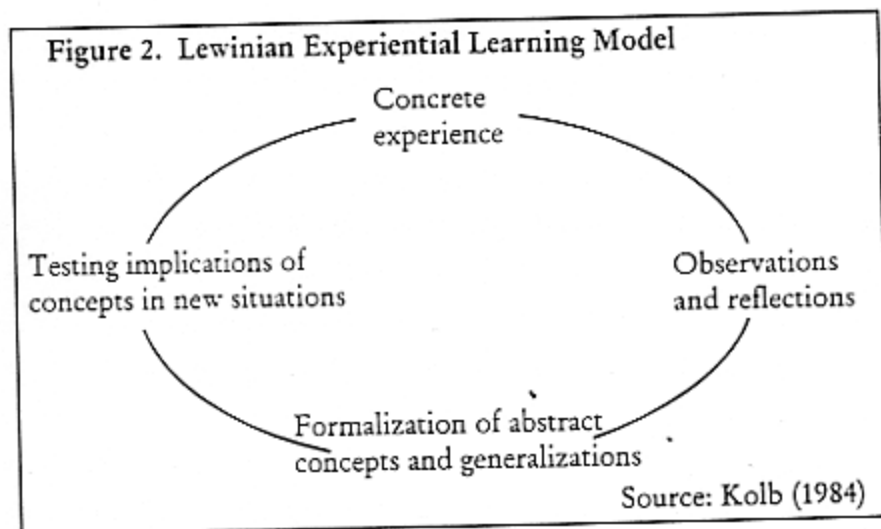 Figure 2. Lewinian Experiential Learning Model
Concrete
experience
Testing implications of
concepts in new situations
Observations
and reflections
Formalization of abstract
concepts and generalizations
Source: Kolb (1984)